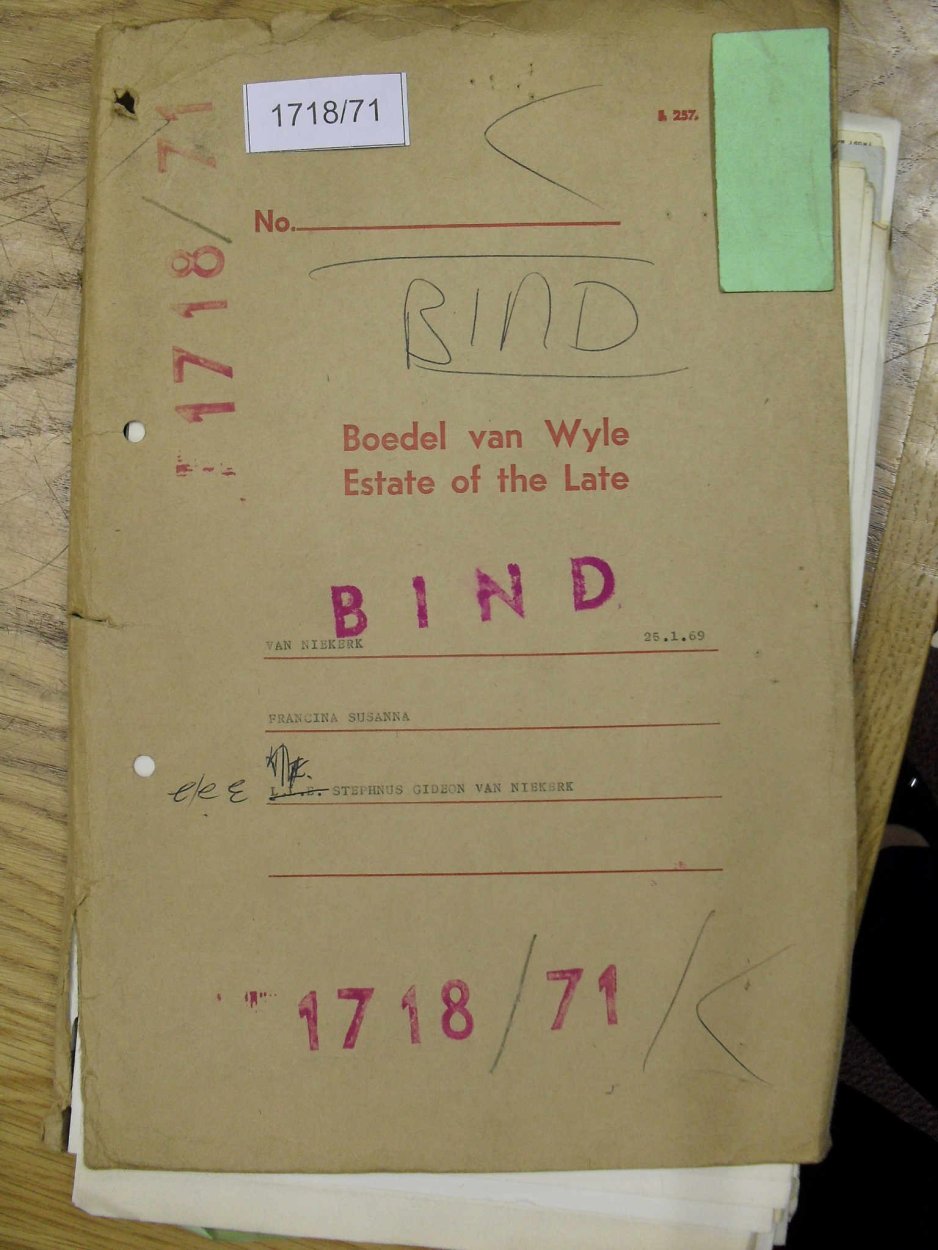 1718/71
257.
1718/71
No.
BIND
Boedel van Wyle
Estate of the Late
BIND
VAN NIEKERK 25.1.69
FRANCINA SUSANNA
STEPHNUS GIDEON VAN NIEKERK
1718/71